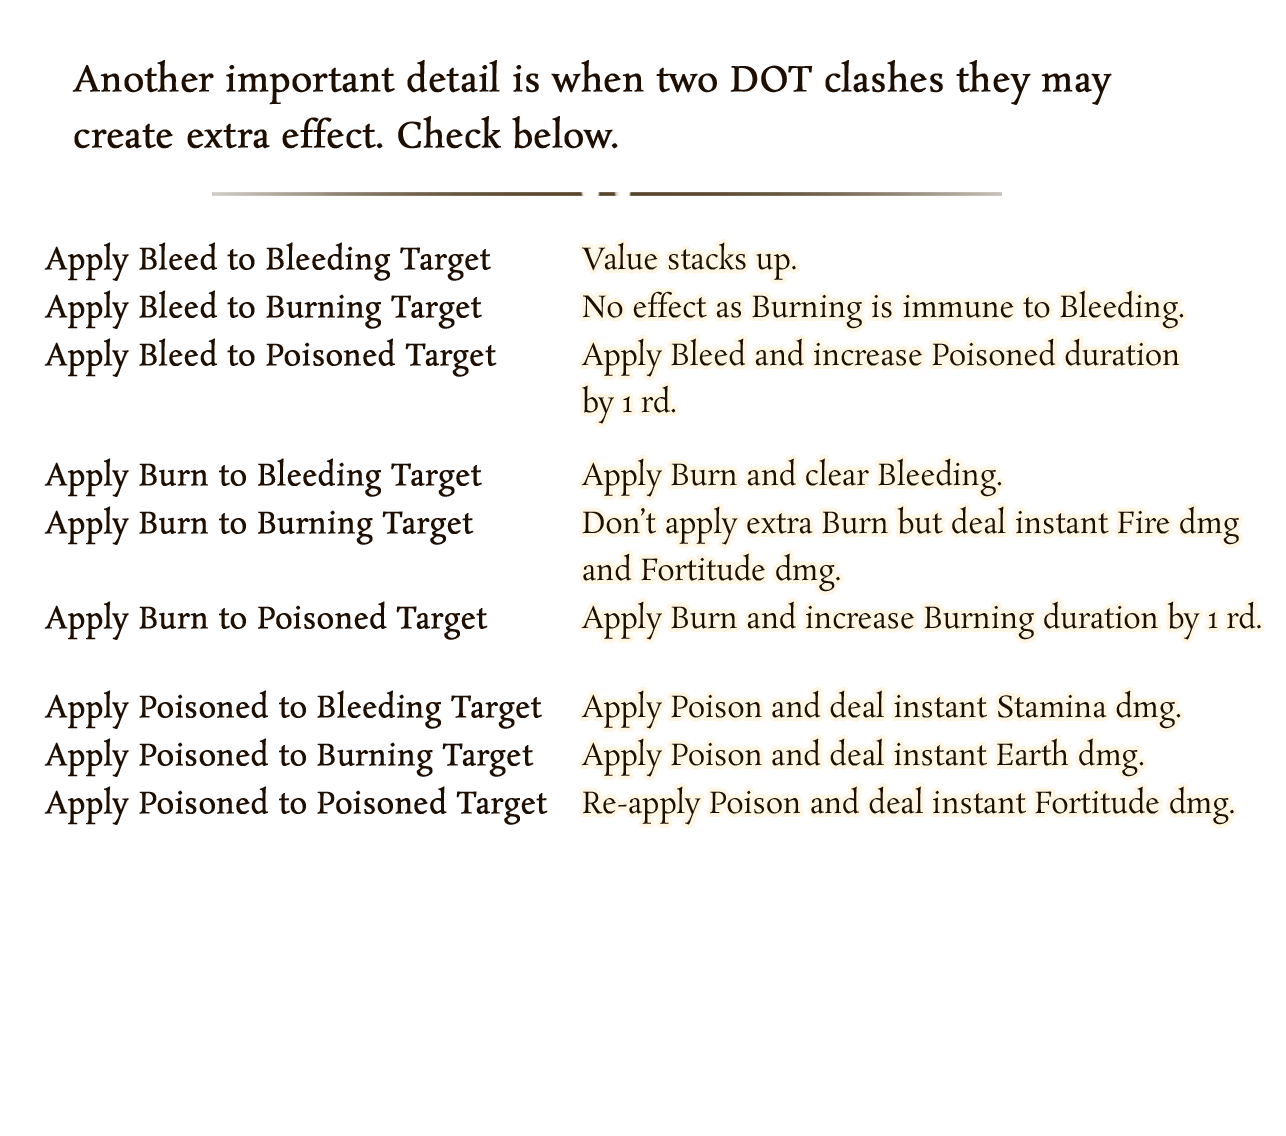 Another important detail is when two DOT clashes they may
create extra effect. Check below.
Apply Bleed to Bleeding Target Value stacks up.
Apply Bleed to Burning Target No effect as Burning is immune to Bleeding.
Apply Bleed to Poisoned Target Apply Bleed and increase Poisoned duration
by 1 rd.
Apply Burn to Bleeding Target Apply Burn and clear Bleeding.
Apply Burn to Burning Target Don’t apply extra Burn but deal instant Fire dmg
and Fortitude dmg.
Apply Burn to Poisoned Target Apply Burn and increase Burning duration by 1 rd.
Apply Poisoned to Bleeding Target Apply Poison and deal instant Stamina dmg.
Apply Poisoned to Burning Target Apply Poison and deal instant Earth dmg.
Apply Poisoned to Poisoned Target Re-apply Poison and deal instant Fortitude dmg.